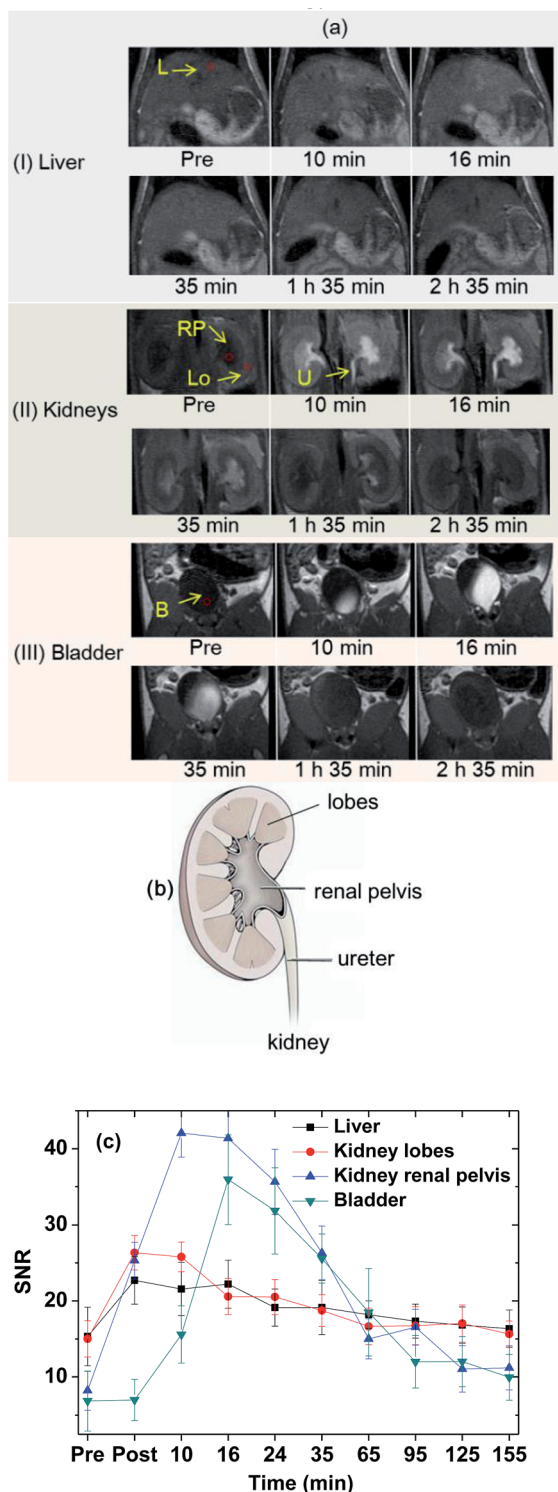 (a)
L
Pre
10 min
16 min
(I) Liver
35 min
1 h 35 min
2 h 35 min
RP
Lo
U
Pre
10 min
16 min
(II) Kidneys
35 min
1 h 35 min
2 h 35 min
B
Pre
10 min
16 min
(III) Bladder
35 min
1 h 35 min
2 h 35 min
lobes
(b)
renal pelvis
ureter
kidney
(c)
Liver
Kidney lobes
Kidney renal pelvis
Bladder
SNR
40
30
20
10
Pre Post 10 16 24 35 65 95 125 155
Time (min)